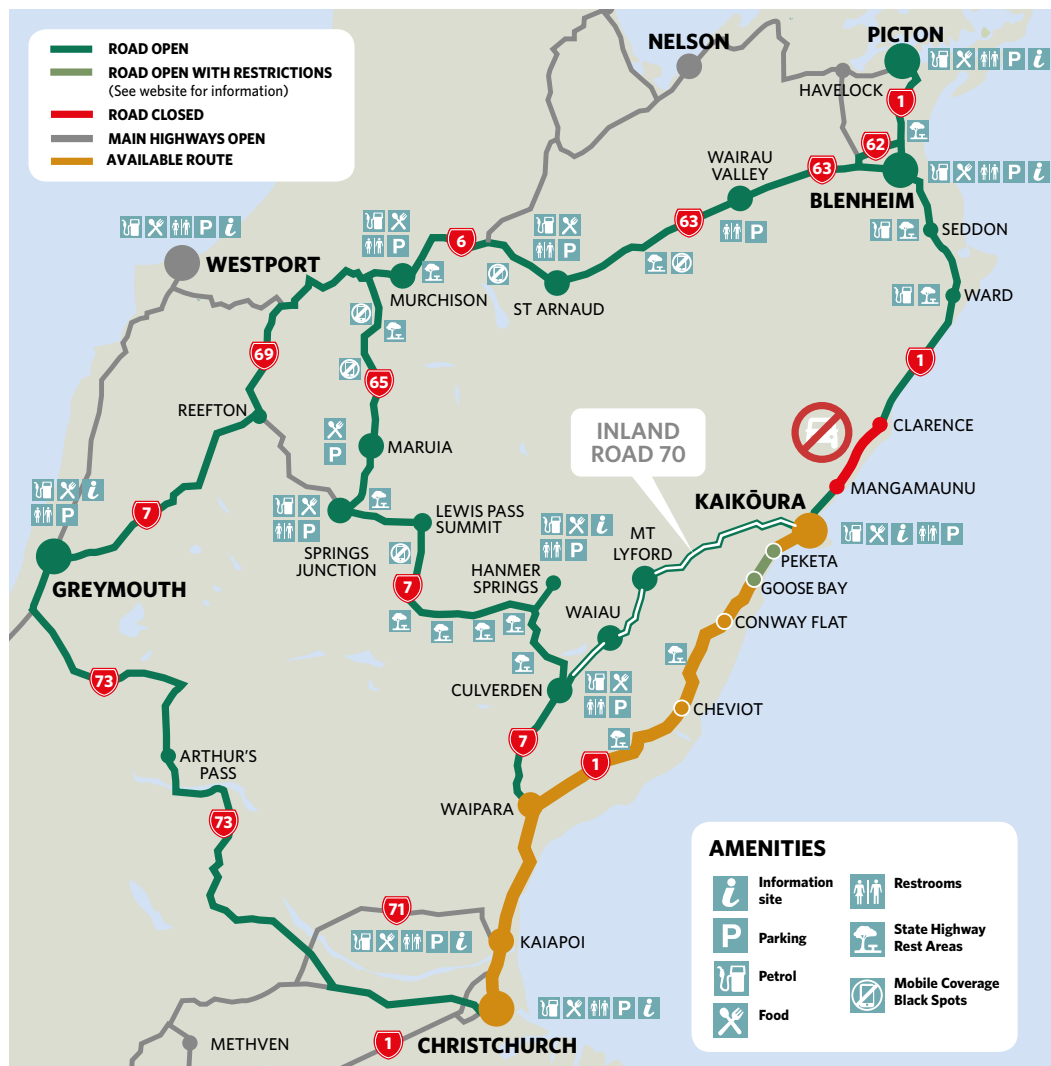 ROAD OPEN
ROAD OPEN WITH RESTRICTIONS
(See website for information)
ROAD CLOSED
MAIN HIGHWAYS OPEN
AVAILABLE ROUTE
NELSON
PICTON
P i
HAVELOCK
1
62
WAIRAU
VALLEY
63
P i
BLENHEIM
P
63
SEDDON
P i
WESTPORT
P
6
P
MURCHISON
ST ARNAUD
WARD
69
65
1
REEFTON
P
MARUIA
INLAND
ROAD 70
CLARENCE
i
P
7
P
SPRINGS
JUNCTION
LEWIS PASS
SUMMIT
MANGAMAUNU
KAIKŌURA
i P
i
P
MT
LYFORD
PEKETA
GREYMOUTH
7
HANMER
SPRINGS
GOOSE BAY
WAIAU
CONWAY FLAT
73
CULVERDEN
P
CHEVIOT
7
1
ARTHUR'S
PASS
WAIPARA
73
71
P i
KAIAPOI
P i
METHVEN
1
CHRISTCHURCH
AMENITIES
i
Information
site
Restrooms
P
Parking
State Highway
Rest Areas
Petrol
Mobile Coverage
Black Spots
Food